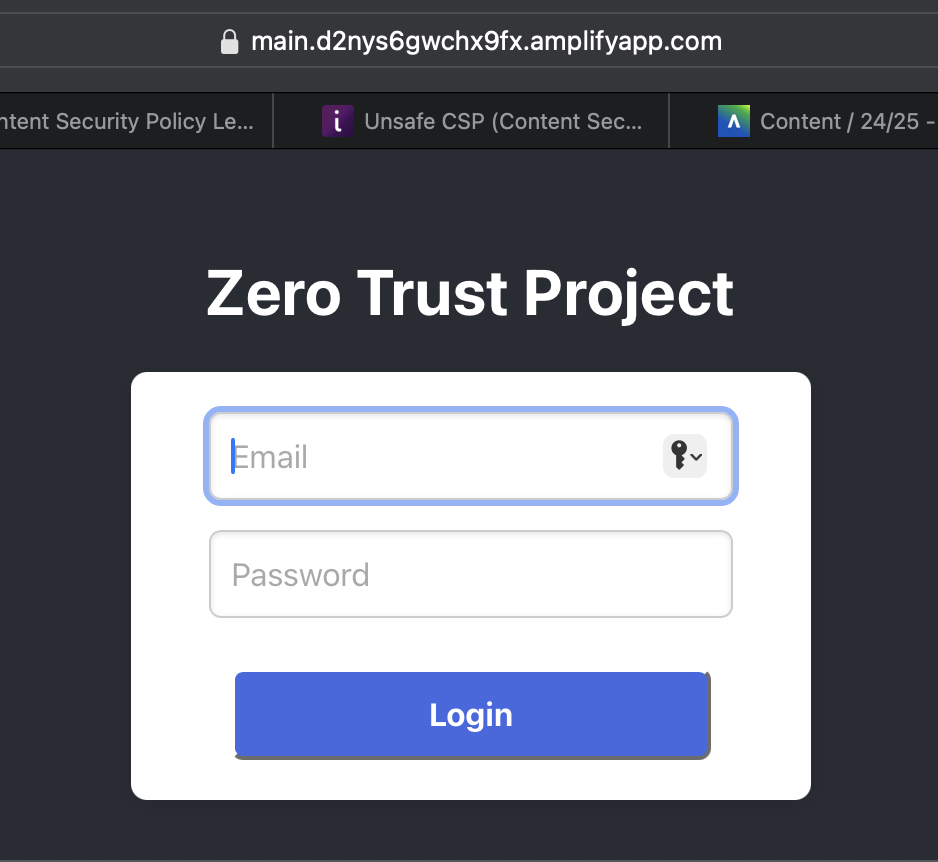 main.d2nys6gwchx9fx.amplifyapp.com
ntent Security Policy Le...
Unsafe CSP (Content Sec...
Content / 24/25 -
Zero Trust Project
Email
Password
Login